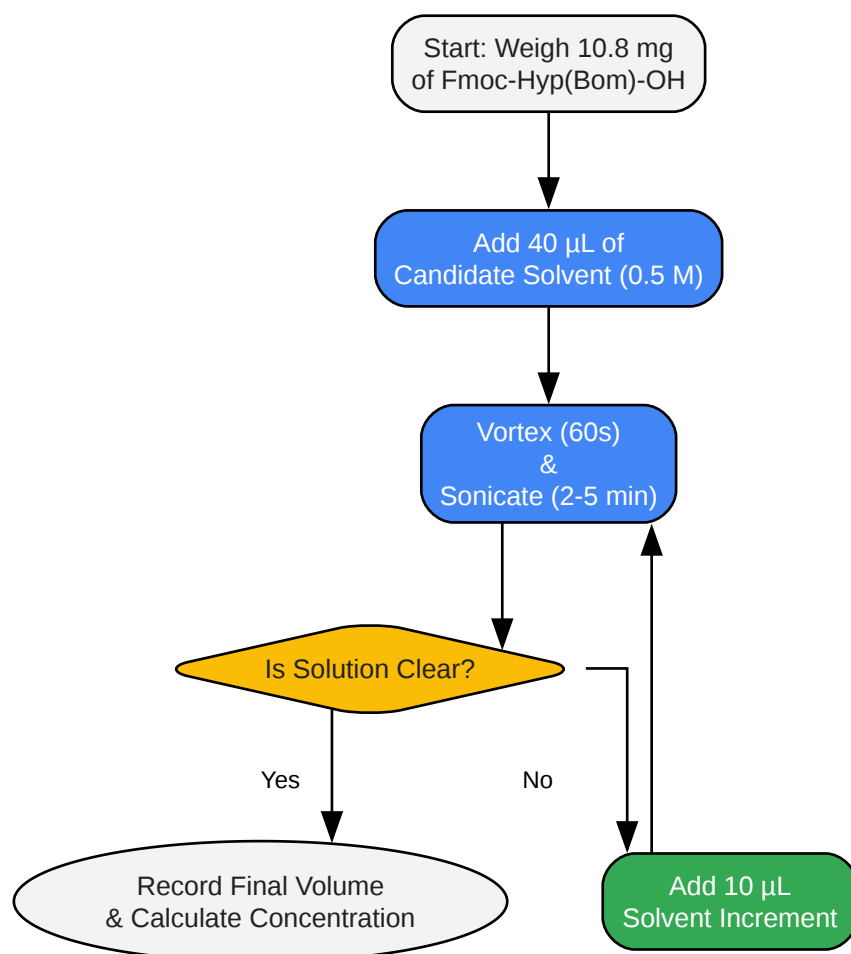 Start: Weigh 10.8 mg
of Fmoc-Hyp(Bom)-OH
Add 40 µL of
Candidate Solvent (0.5 M)
Vortex (60s)
&
Sonicate (2-5 min)
Is Solution Clear?
Yes
No
Record Final Volume
& Calculate Concentration
Add 10 µL
Solvent Increment